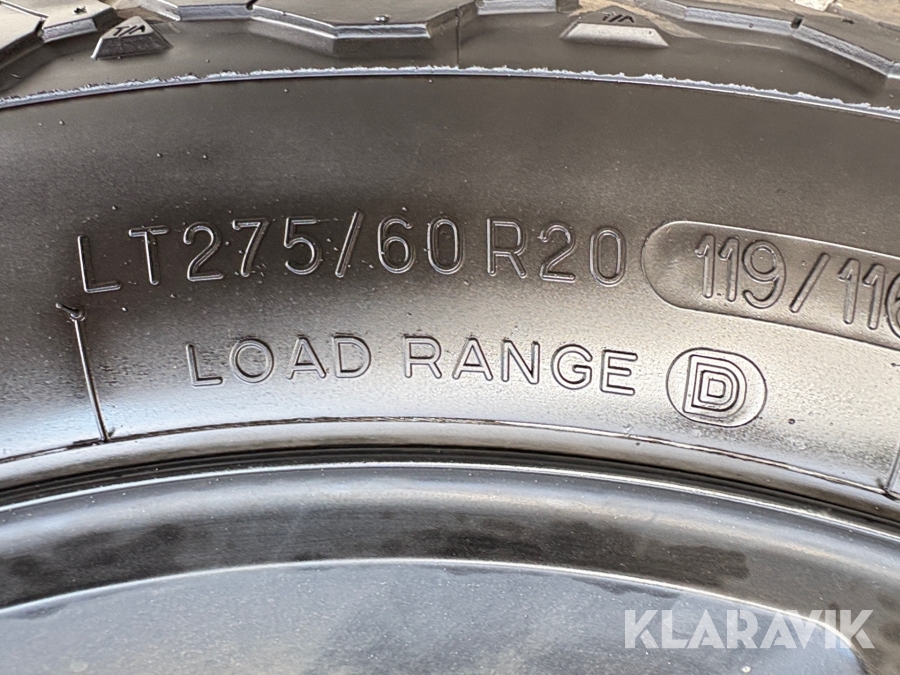 T/A T/A
LT275/60R20 119/116
LOAD RANGE D
KLARAVIK